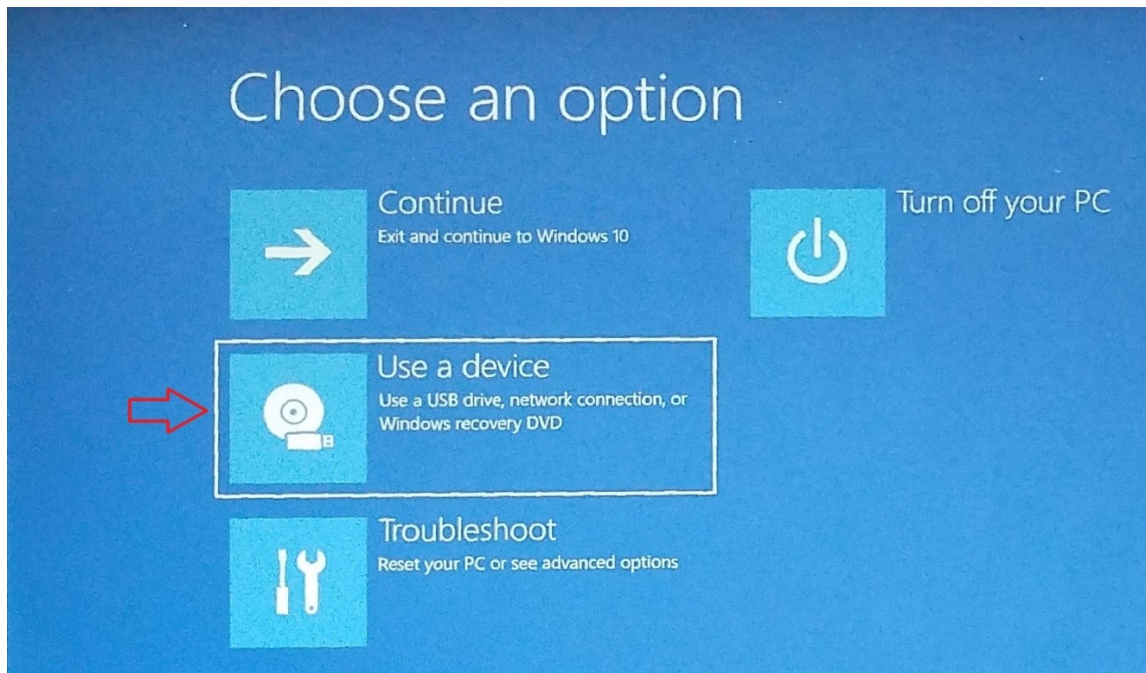 Choose an option
Continue
Exit and continue to Windows 10
Turn off your PC
Use a device
Use a USB drive, network connection, or
Windows recovery DVD
Troubleshoot
Reset your PC or see advanced options